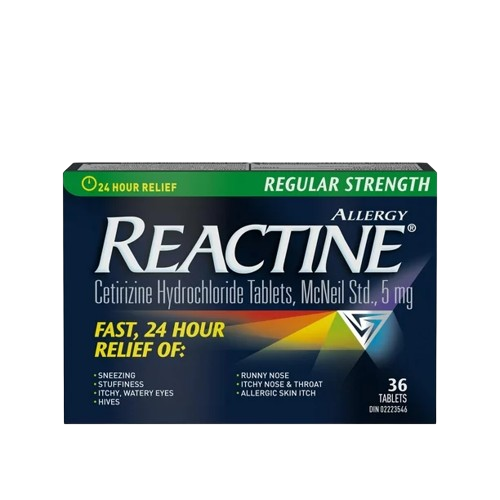 24 HOUR RELIEF
REGULAR STRENGTH
ALLERGY
REACTINE®
Cetirizine Hydrochloride Tablets, McNeil Std., 5 mg
FAST, 24 HOUR
RELIEF OF:
• SNEEZING
• STUFFINESS
• ITCHY, WATERY EYES
• HIVES
• RUNNY NOSE
• ITCHY NOSE & THROAT
• ALLERGIC SKIN ITCH
36
TABLETS
DIN 02223546